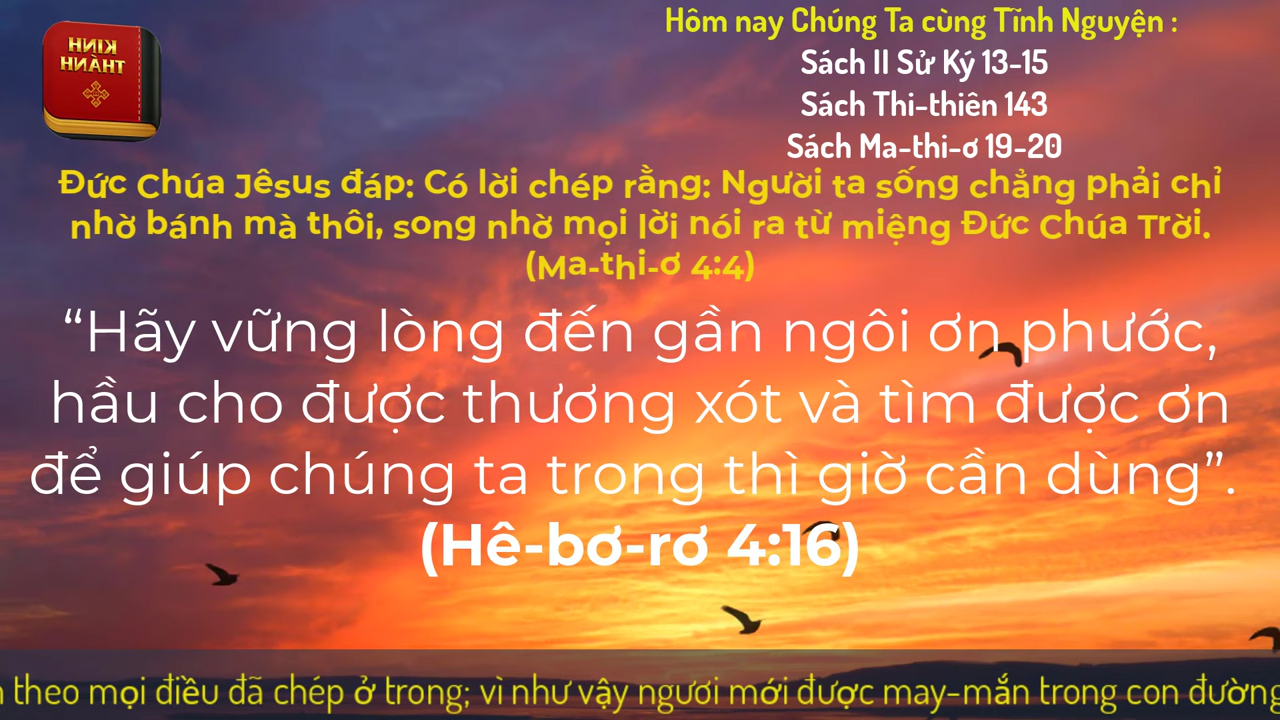 KINH
THÁNH
Hôm nay Chúng Ta cùng Tĩnh Nguyện :
Sách II Sử Ký 13-15
Sách Thi-thiên 143
Sách Ma-thi-ơ 19-20
Đức Chúa Jêsus đáp: Có lời chép rằng: Người ta sống chẳng phải chỉ
nhờ bánh mà thôi, song nhờ mọi lời nói ra từ miệng Đức Chúa Trời.
(Ma-thi-ơ 4:4)
“Hãy vững lòng đến gần ngôi ơn phước,
hầu cho được thương xót và tìm được ơn
để giúp chúng ta trong thì giờ cần dùng”.
(Hê-bơ-rơ 4:16)
theo mọi điều đã chép ở trong; vì như vậy ngươi mới được may-mắn trong con đường